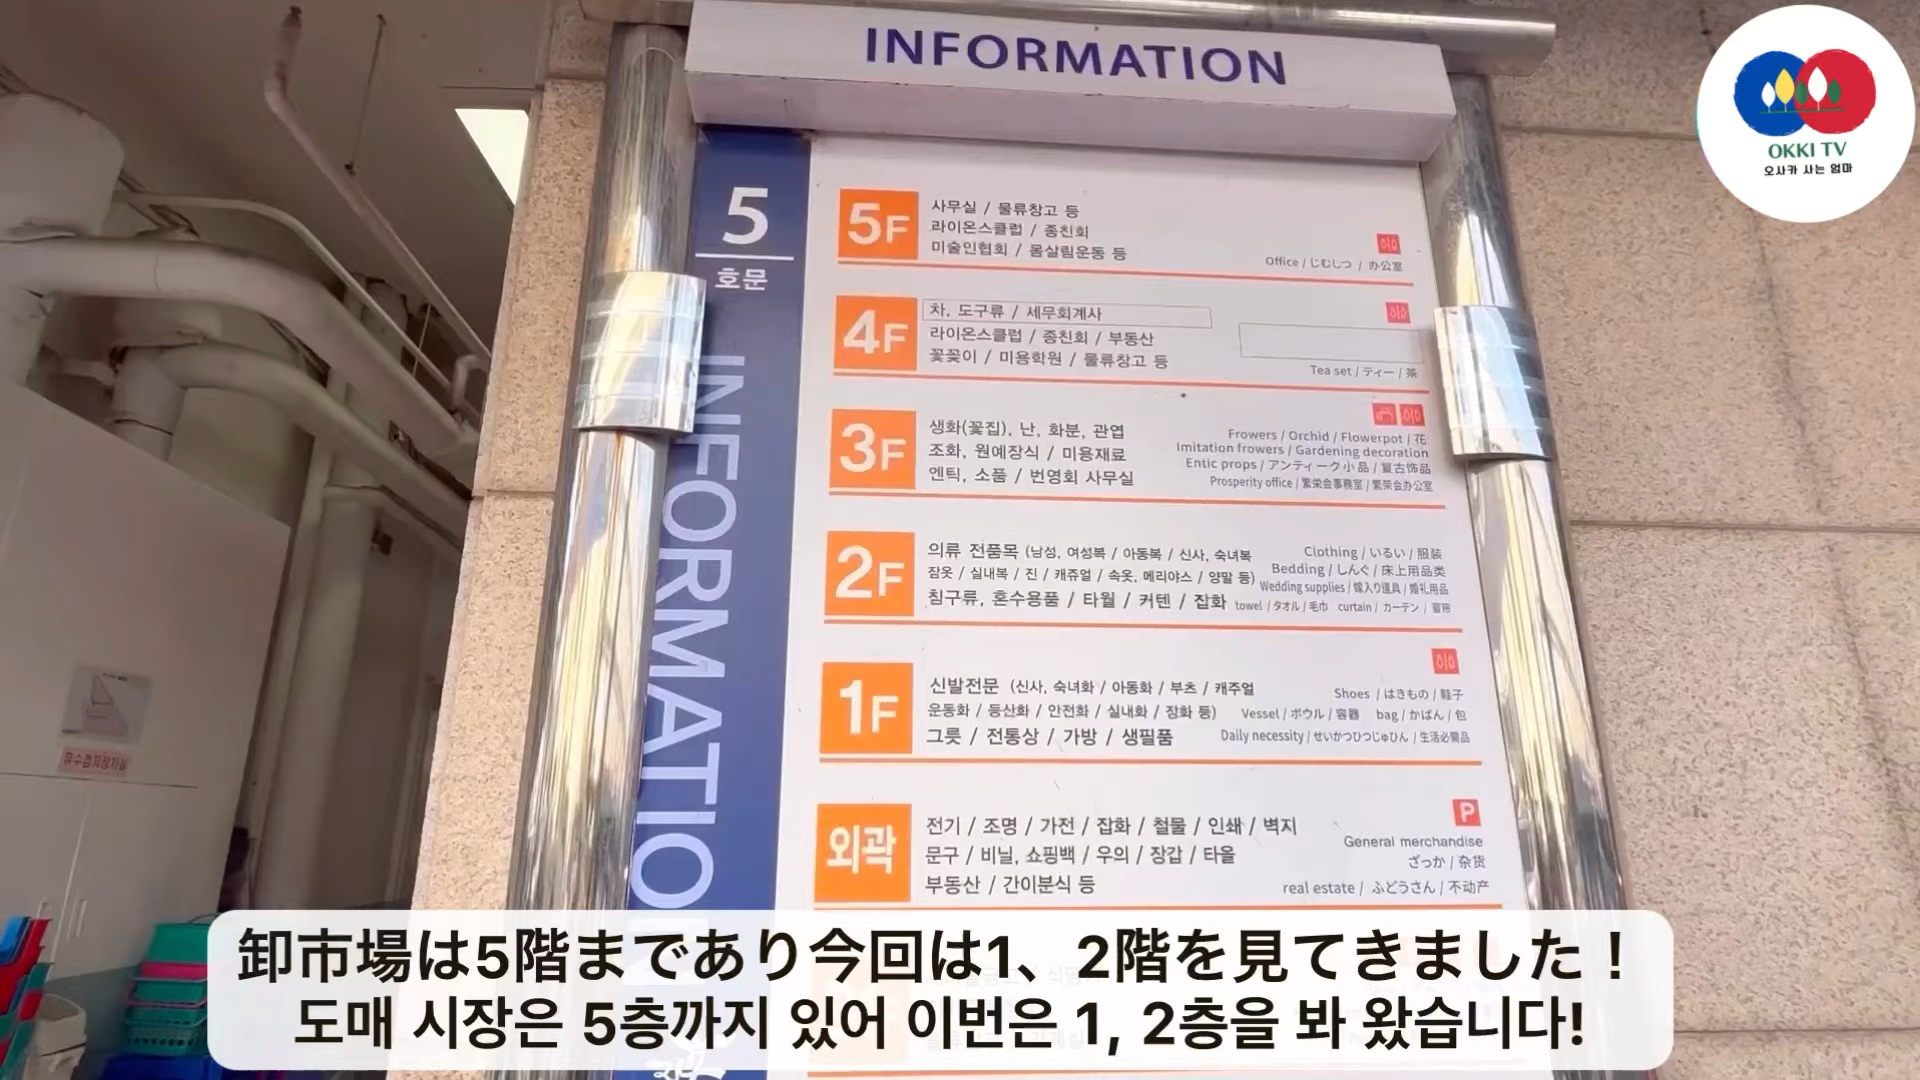 INFORMATION
OKKI TV
오사카 사는 엄마
5
호문
INFORMATION
5F
사무실 / 물류창고 등
라이온스클럽 / 종친회
미술인협회 / 몸살림운동 등
Office / じむしつ / 办公室
4F
차, 도구류 / 세무회계사
라이온스클럽 / 종친회 / 부동산
꽃꽂이 / 미용학원 / 물류창고 등
Tea set / ティー / 茶
3F
생화(꽃집), 난, 화분, 관엽
조화, 원예장식 / 미용재료
엔틱, 소품 / 번영회 사무실
Frowers / Orchid / Flowerpot / 花
Imitation frowers / Gardening decoration
Entic props / アンティーク小品 / 复古饰品
Prosperity office / 繁栄会事務室 / 繁荣会办公室
2F
의류 전품목 (남성, 여성복 / 아동복 / 신사, 숙녀복
잠옷 / 실내복 / 진 / 캐쥬얼 / 속옷, 메리야스 / 양말 등)
침구류, 혼수용품 / 타월 / 커텐 / 잡화
Clothing / いるい / 服装
Bedding / しんぐ / 床上用品类
Wedding supplies / 嫁入り道具 / 婚礼用品
towel / タオル / 毛巾 curtain / カーテン / 窗帘
1F
신발전문 (신사, 숙녀화 / 아동화 / 부츠 / 캐주얼
운동화 / 등산화 / 안전화 / 실내화 / 장화 등)
그릇 / 전통상 / 가방 / 생필품
Shoes / はきもの / 鞋子
Vessel / ボウル / 容器 bag / かばん / 包
Daily necessity / せいかつひつじゅひん / 生活必需品
외곽
전기 / 조명 / 가전 / 잡화 / 철물 / 인쇄 / 벽지
문구 / 비닐, 쇼핑백 / 우의 / 장갑 / 타올
부동산 / 간이분식 등
P
General merchandise
ざっか / 杂货
real estate / ふどうさん / 不动产
卸市場は5階まであり今回は1、2階を見てきました！
도매 시장은 5층까지 있어 이번은 1, 2층을 봐 왔습니다!